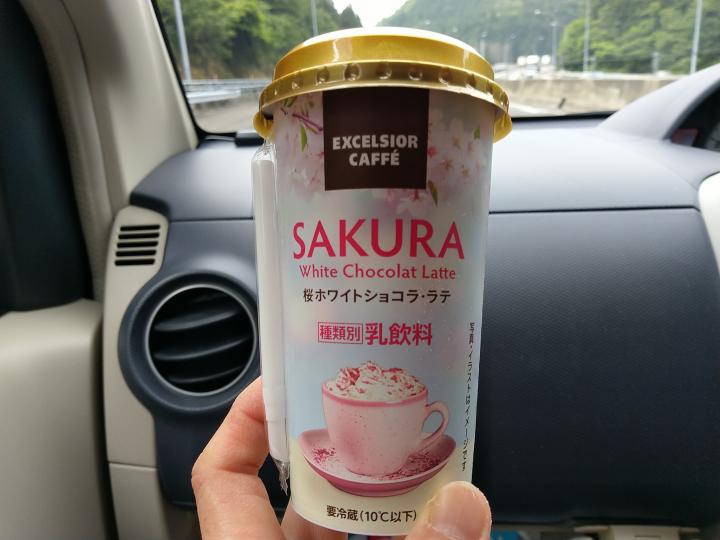 EXCELSIOR
CAFFÉ
SAKURA
White Chocolat Latte
桜ホワイトショコラ・ラテ
種類別 乳飲料
写真・イラストはイメージです
要冷蔵(10℃以下)